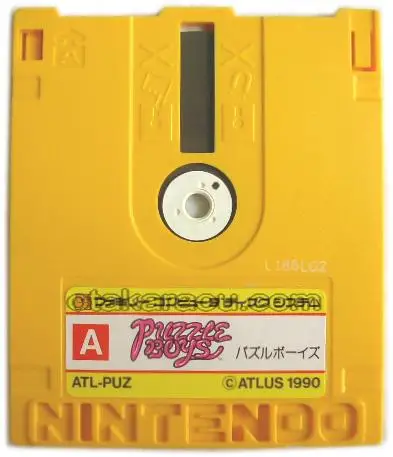 L186L02
A
PUZZLE
BOYS
パズルボーイズ
ATL-PUZ
©ATLUS 1990
NINTENDO